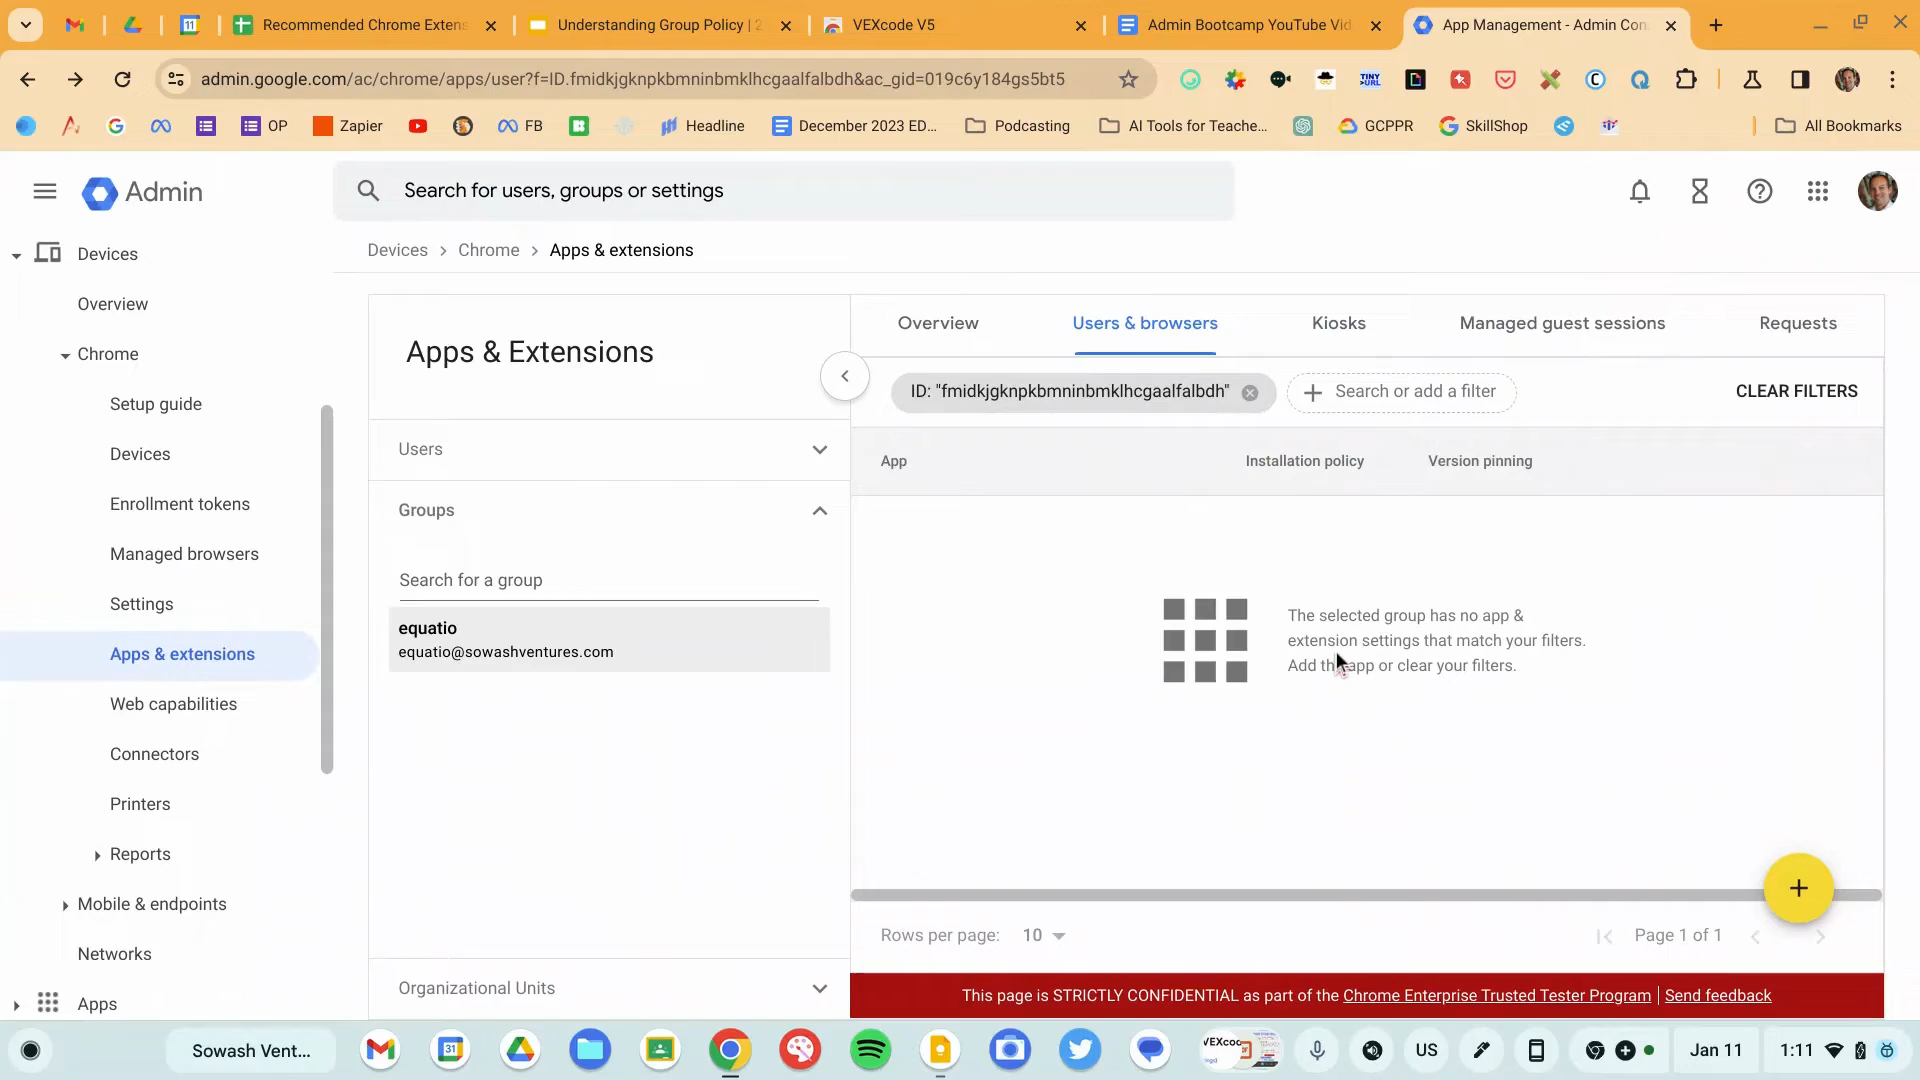 Recommended Chrome Extens
Understanding Group Policy | 2
VEXcode V5
Admin Bootcamp YouTube Vid
App Management - Admin Con
admin.google.com/ac/chrome/apps/user?f=ID.fmidkjgknpkbmninbmklhcgaalfalbdh&ac_gid=019c6y184gs5bt5
OP
Zapier
FB
Headline
December 2023 ED...
Podcasting
AI Tools for Teache...
GCPPR
SkillShop
All Bookmarks
Admin
Search for users, groups or settings
Devices
Overview
Chrome
Setup guide
Devices
Enrollment tokens
Managed browsers
Settings
Apps & extensions
Web capabilities
Connectors
Printers
Reports
Mobile & endpoints
Networks
Apps
Devices > Chrome > Apps & extensions
Apps & Extensions
Users
Groups
Search for a group
equatio
equatio@sowashventures.com
Organizational Units
Overview
Users & browsers
Kiosks
Managed guest sessions
Requests
ID: "fmidkjgknpkbmninbmklhcgaalfalbdh"
Search or add a filter
CLEAR FILTERS
App
Installation policy
Version pinning
The selected group has no app &
extension settings that match your filters.
Add the app or clear your filters.
Rows per page: 10
Page 1 of 1
This page is STRICTLY CONFIDENTIAL as part of the Chrome Enterprise Trusted Tester Program | Send feedback
Sowash Vent...
US
Jan 11
1:11